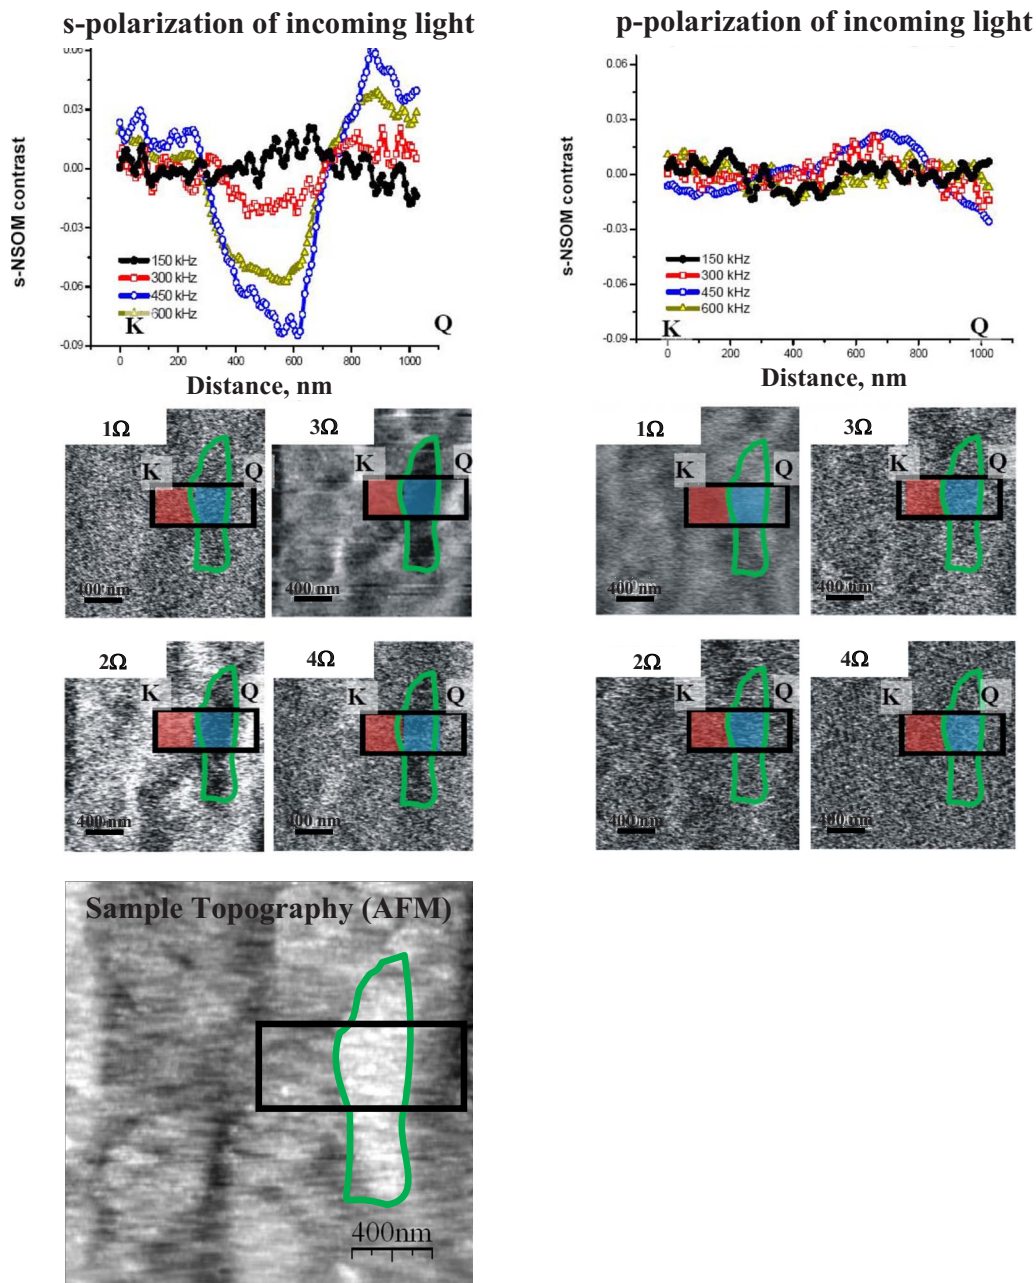 s-polarization of incoming light
p-polarization of incoming light
s-NSOM contrast
0.06
0.03
0.00
-0.03
-0.06
-0.09
150 kHz
300 kHz
450 kHz
600 kHz
K
Q
0 200 400 600 800 1000
Distance, nm
s-NSOM contrast
0.06
0.03
0.00
-0.03
-0.06
-0.09
150 kHz
300 kHz
450 kHz
600 kHz
K
Q
0 200 400 600 800 1000
Distance, nm
1Ω
K
Q
400 nm
3Ω
K
Q
400 nm
1Ω
K
Q
400 nm
3Ω
K
Q
400 nm
2Ω
K
Q
400 nm
4Ω
K
Q
400 nm
2Ω
K
Q
400 nm
4Ω
K
Q
400 nm
Sample Topography (AFM)
400nm